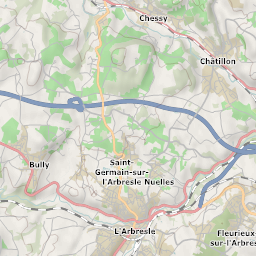 Chessy
Châtillon
Bully
Saint-
Germain-sur-
l'Arbresle Nuelles
L'Arbresle
Fleurieux-
sur-l'Arbres